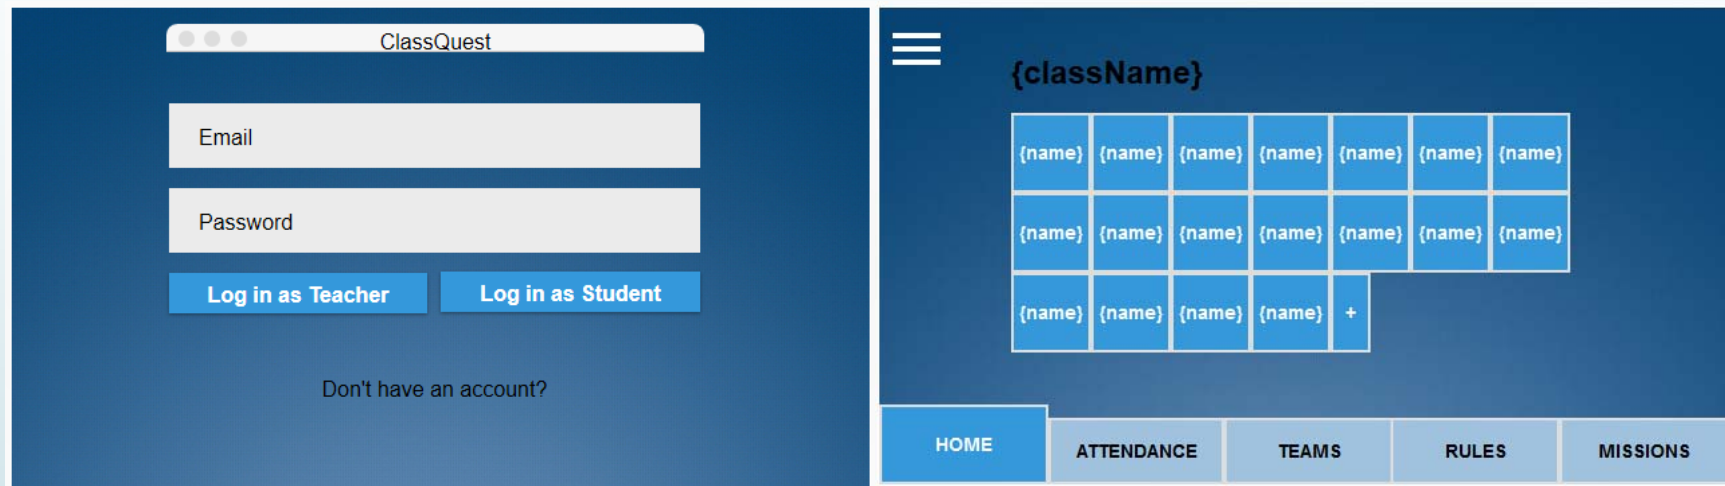 ClassQuest
Email
Password
Log in as Teacher Log in as Student
Don't have an account?
{className}
{name} {name} {name} {name} {name} {name} {name}
{name} {name} {name} {name} {name} {name} {name}
{name} {name} {name} {name} +
HOME ATTENDANCE TEAMS RULES MISSIONS